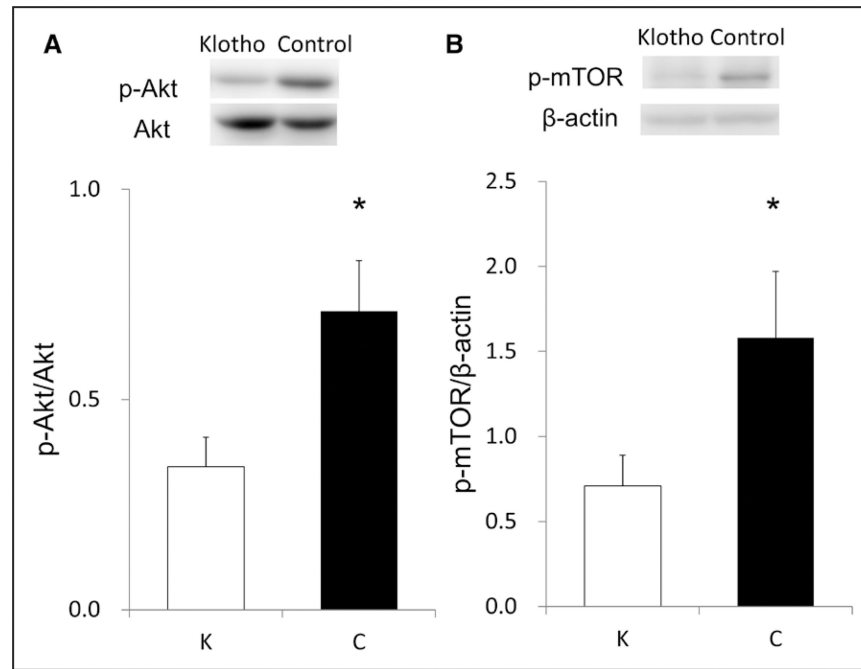 A
Klotho Control
p-Akt
Akt
1.0
*
0.5
0.0
p-Akt/Akt
K C
B
Klotho Control
p-mTOR
β-actin
2.5
*
2.0
1.5
1.0
0.5
0.0
p-mTOR/β-actin
K C